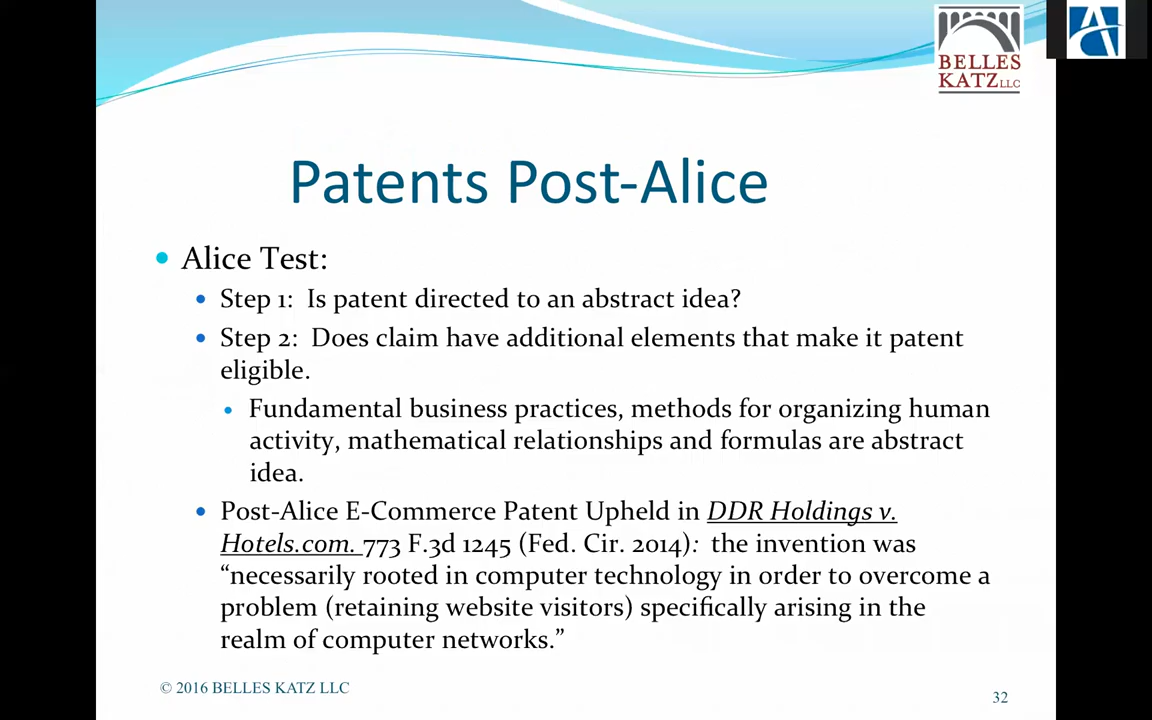 BELLES
KATZ LLC
Patents Post-Alice
• Alice Test:
• Step 1: Is patent directed to an abstract idea?
• Step 2: Does claim have additional elements that make it patent
eligible.
• Fundamental business practices, methods for organizing human
activity, mathematical relationships and formulas are abstract
idea.
• Post-Alice E-Commerce Patent Upheld in DDR Holdings v.
Hotels.com. 773 F.3d 1245 (Fed. Cir. 2014): the invention was
“necessarily rooted in computer technology in order to overcome a
problem (retaining website visitors) specifically arising in the
realm of computer networks.”
© 2016 BELLES KATZ LLC
32